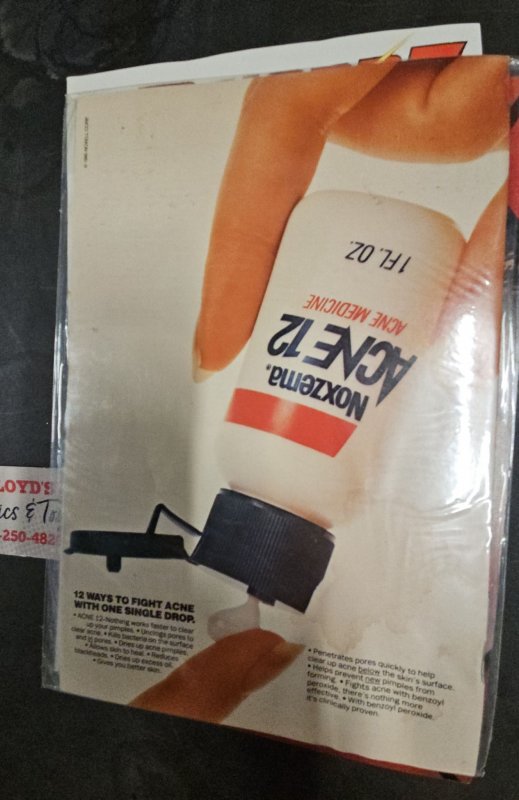 1 FL. OZ.
ACNE MEDICINE
ACNE 12
Noxzema®
12 WAYS TO FIGHT ACNE
WITH ONE SINGLE DROP.
• ACNE 12–Nothing works faster to clear
up your pimples. • Unclogs pores to
clear acne. • Kills bacteria on the surface
and in pores. • Dries up acne pimples.
• Allows skin to heal. • Reduces
blackheads. • Dries up excess oil.
• Gives you better skin.
• Penetrates pores quickly to help
clear up acne below the skin's surface.
• Helps prevent new pimples from
forming. • Fights acne with benzoyl
peroxide, there's nothing more
effective. • With benzoyl peroxide,
it's clinically proven.
LOYD'S
ics & T
-250-482